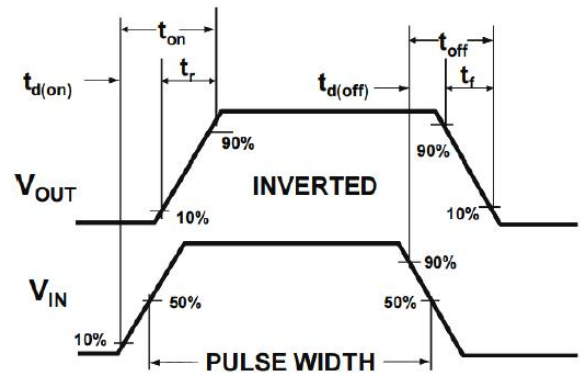 t_on t_off
t_d(on) t_r t_d(off) t_f
90% 90%
V_OUT INVERTED
10% 10%
90%
V_IN 50% 50%
10%
PULSE WIDTH